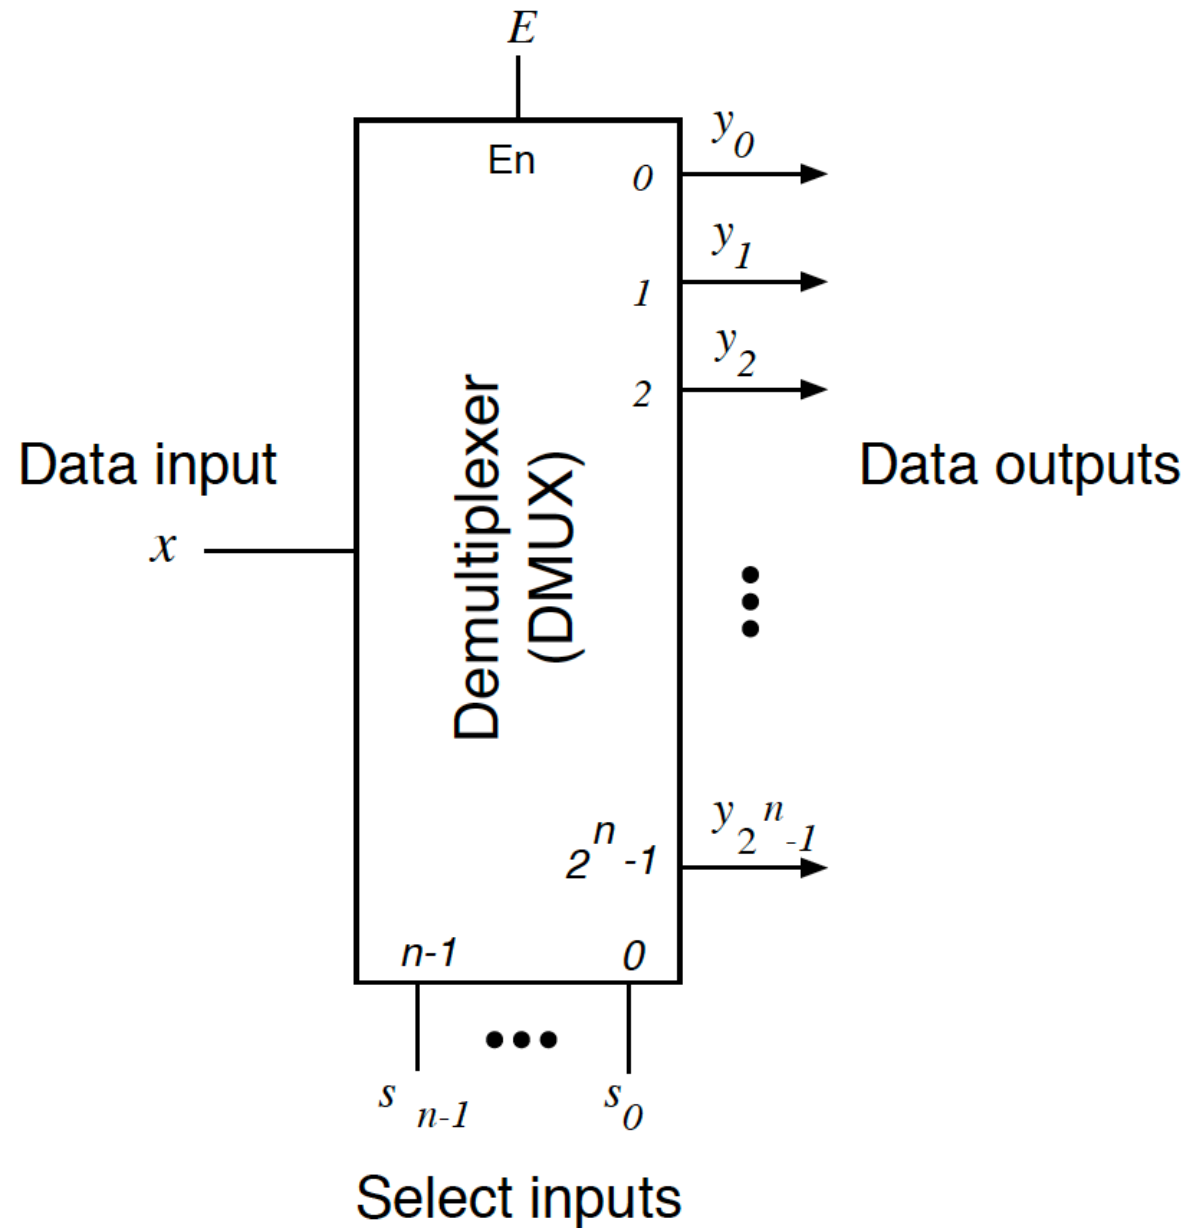 E
En
y0
0
y1
1
y2
2
Data input
Data outputs
x
Demultiplexer
(DMUX)
y2^n-1
2^n-1
n-1 0
sn-1 s0
Select inputs